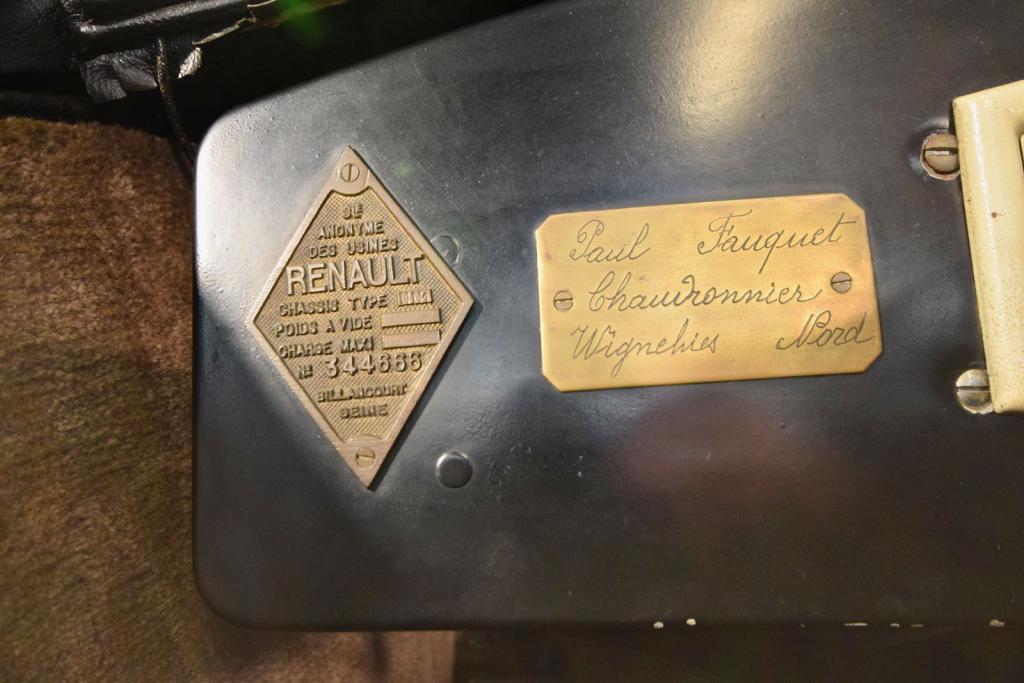 Sté
ANONYME
DES USINES
RENAULT
CHASSIS TYPE
POIDS A VIDE
CHARGE MAXI
No 344666
BILLANCOURT
SEINE
Paul Fauquet
Chaudronnier
Wignehies Nord